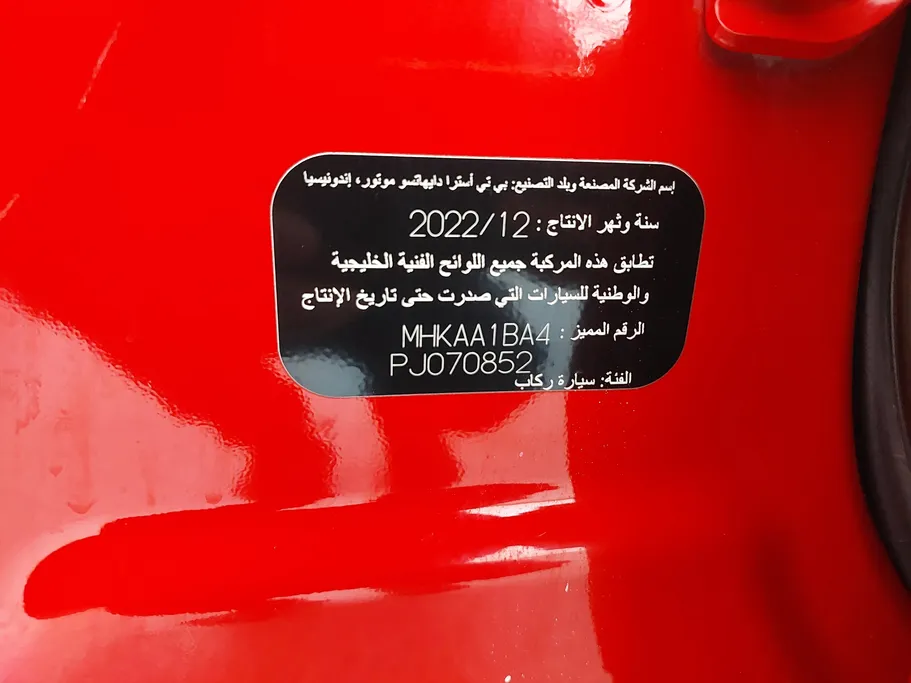 إسم الشركة المصنعة وبلد التصنيع: بي تي أسترا دايهاتسو موتور، إندونيسيا
سنة وشهر الانتاج : 2022/12
تطابق هذه المركبة جميع اللوائح الفنية الخليجية
والوطنية للسيارات التي صدرت حتى تاريخ الإنتاج
الرقم المميز : MHKAA1BA4
PJ070852
الفئة: سيارة ركاب